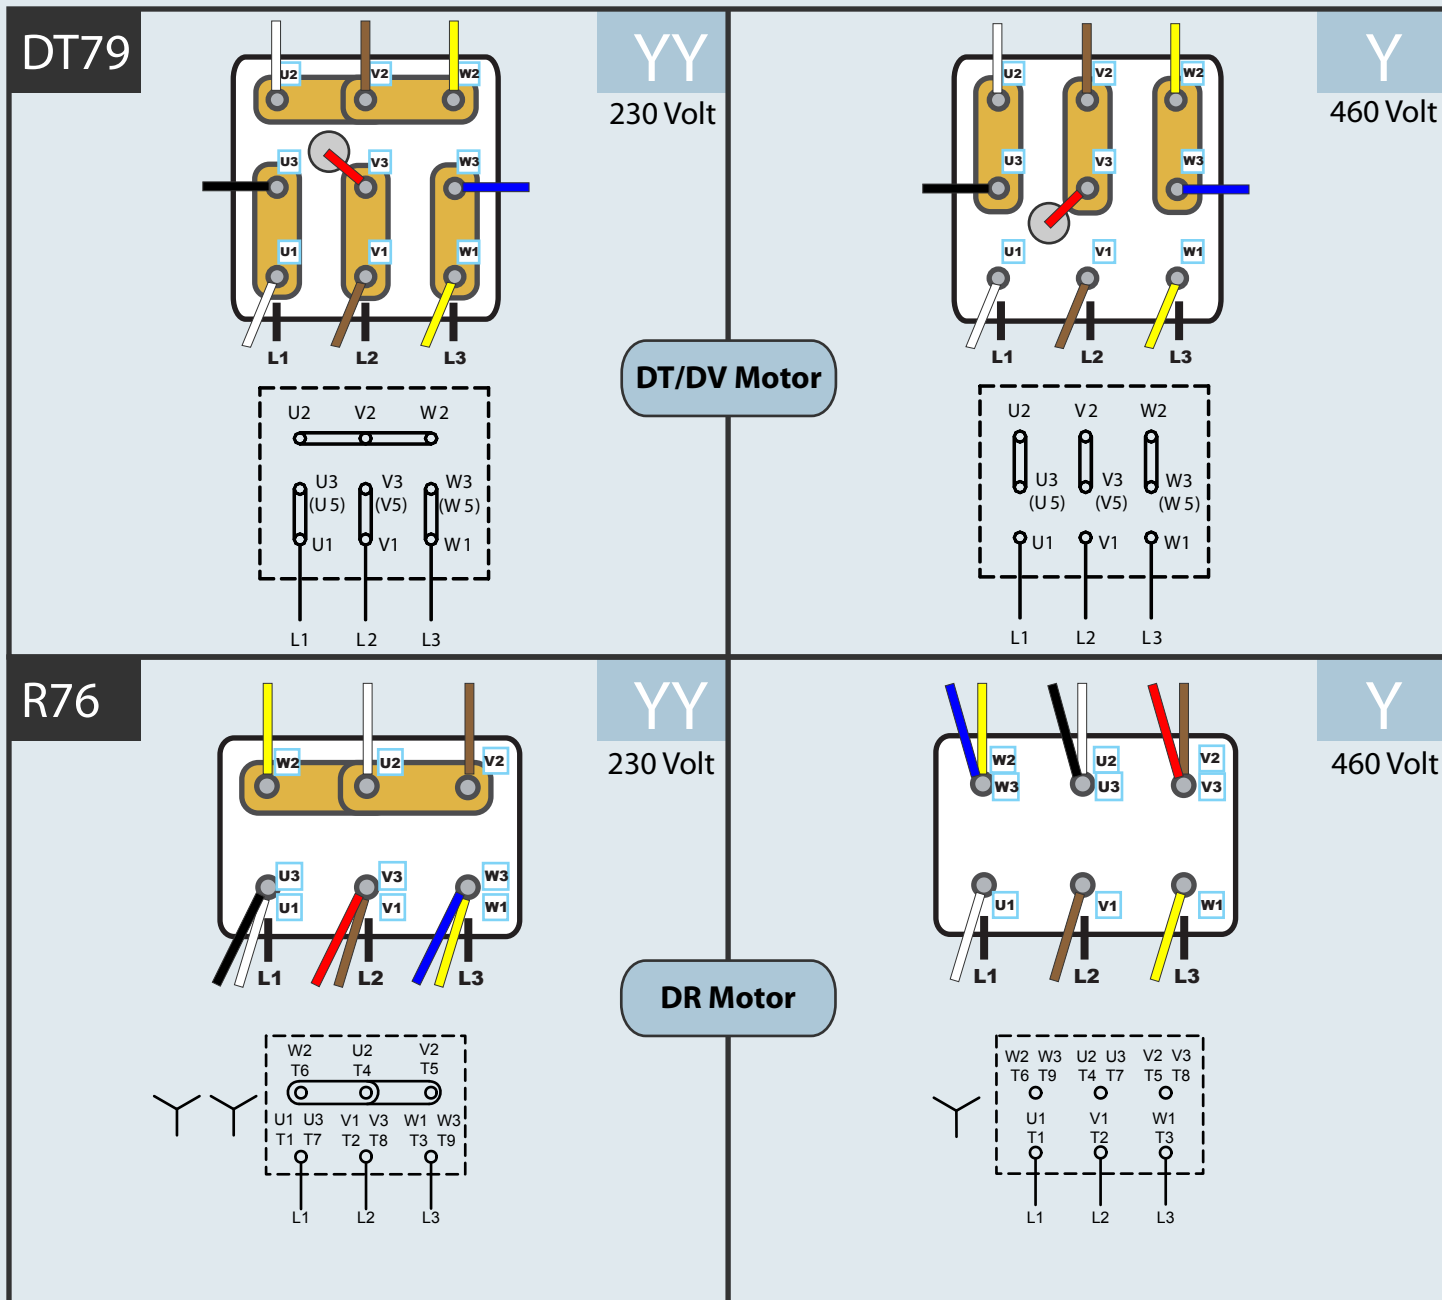 DT79
YY
230 Volt
U2 V2 W2
U3 V3 W3
U1 V1 W1
L1 L2 L3
U2 V2 W2
U3 V3 W3
(U5) (V5) (W5)
U1 V1 W1
L1 L2 L3
Y
460 Volt
U2 V2 W2
U3 V3 W3
U1 V1 W1
L1 L2 L3
U2 V2 W2
U3 V3 W3
(U5) (V5) (W5)
U1 V1 W1
L1 L2 L3
DT/DV Motor
R76
YY
230 Volt
W2 U2 V2
U3 V3 W3
U1 V1 W1
L1 L2 L3
W2 U2 V2
T6 T4 T5
U1 U3 V1 V3 W1 W3
T1 T7 T2 T8 T3 T9
L1 L2 L3
Y
460 Volt
W2 U2 V2
W3 U3 V3
U1 V1 W1
L1 L2 L3
W2 W3 U2 U3 V2 V3
T6 T9 T4 T7 T5 T8
U1 V1 W1
T1 T2 T3
L1 L2 L3
DR Motor